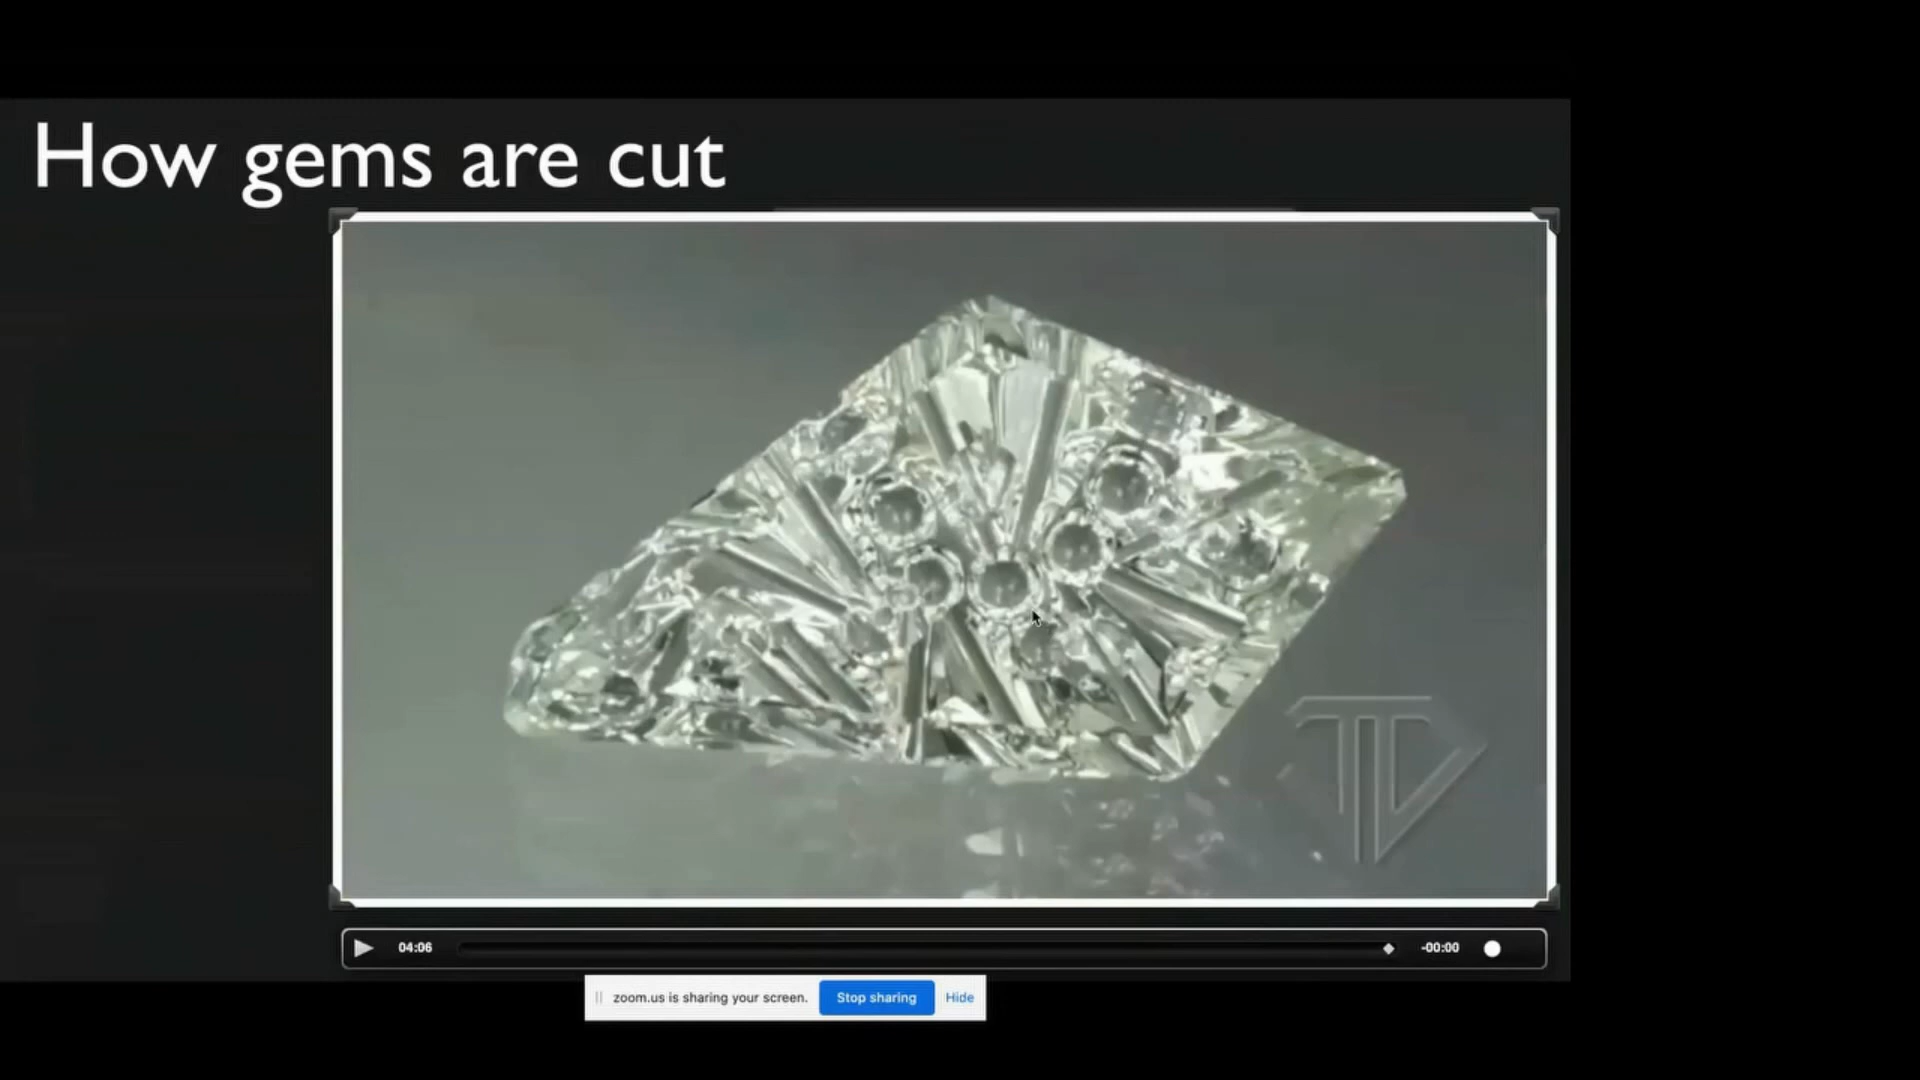 How gems are cut
04:06
-00:00
zoom.us is sharing your screen.
Stop sharing
Hide